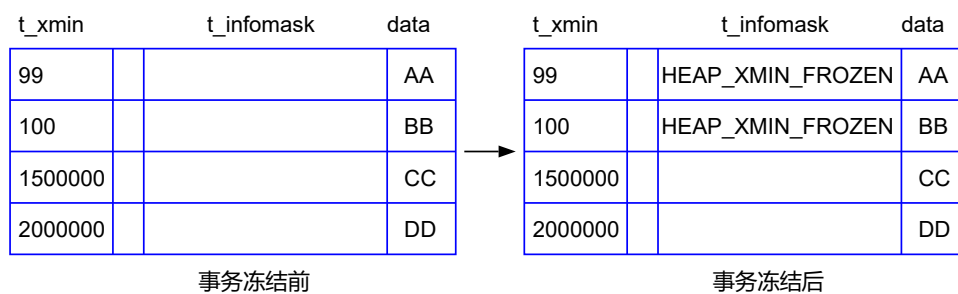 t_xmin t_infomask data
99 AA
100 BB
1500000 CC
2000000 DD
事务冻结前
t_xmin t_infomask data
99 HEAP_XMIN_FROZEN AA
100 HEAP_XMIN_FROZEN BB
1500000 CC
2000000 DD
事务冻结后